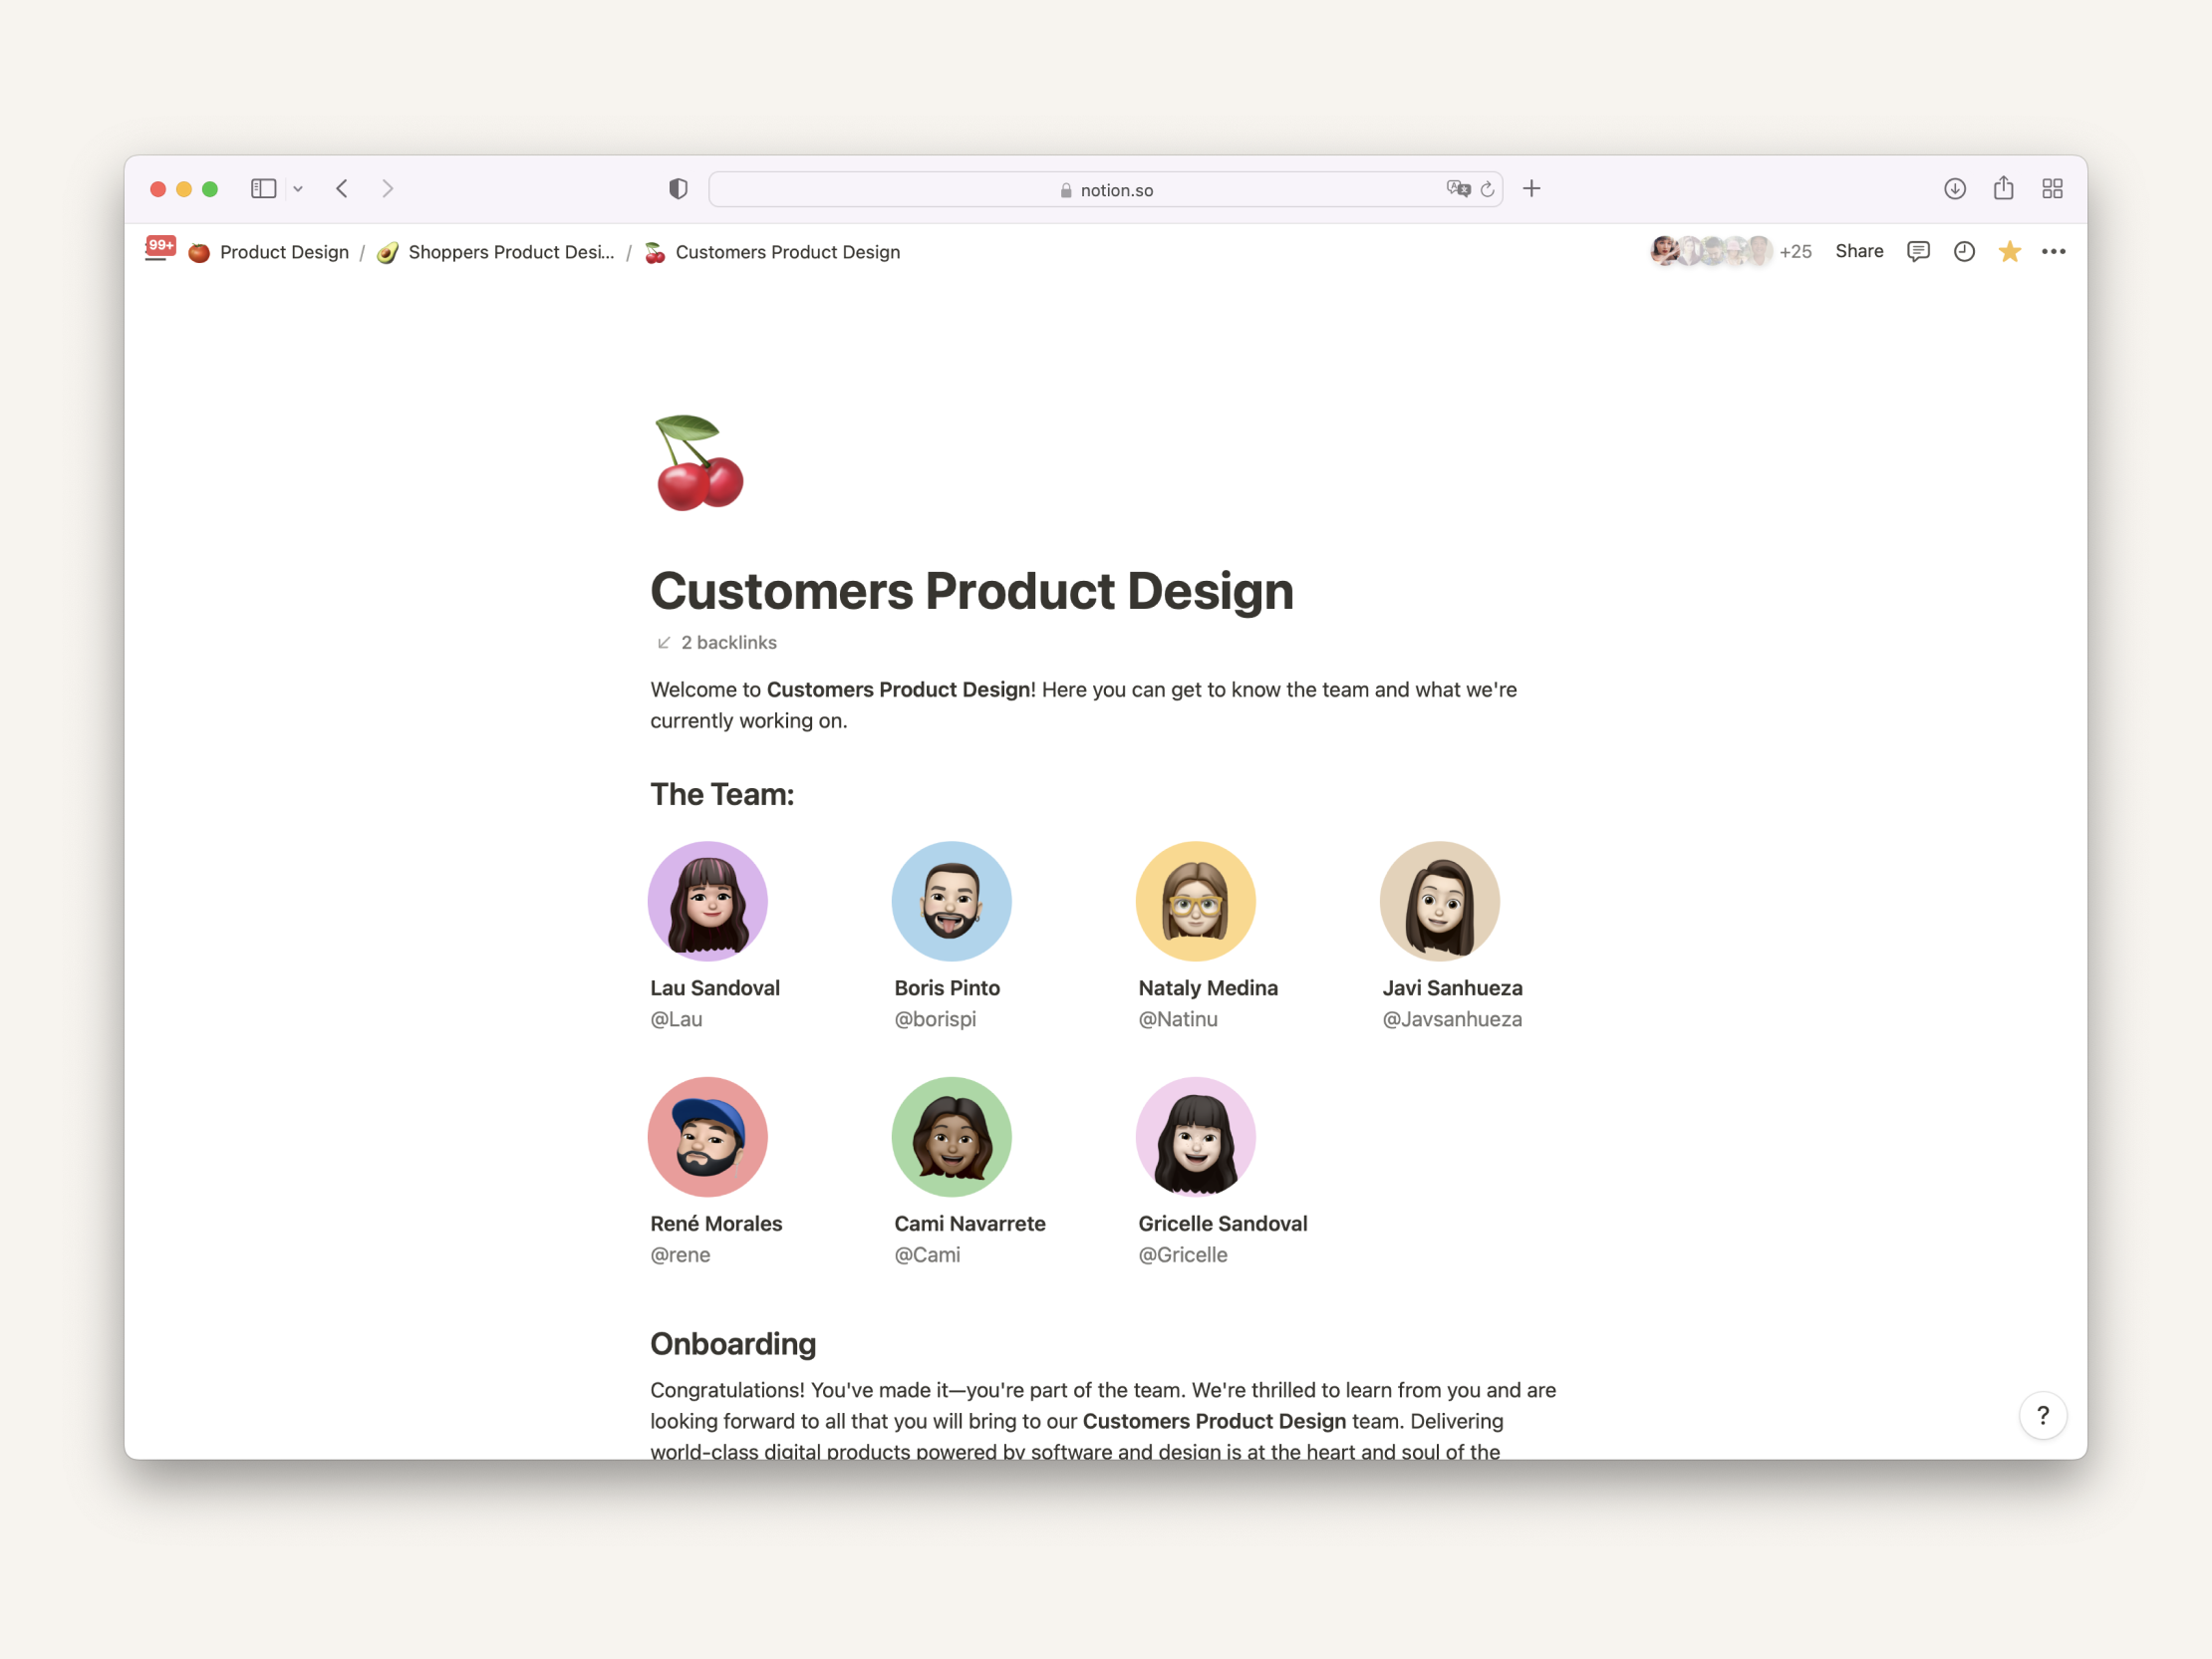 notion.so
99+ Product Design / Shoppers Product Desi... / Customers Product Design +25 Share
Customers Product Design
2 backlinks
Welcome to Customers Product Design! Here you can get to know the team and what we're
currently working on.
The Team:
Lau Sandoval Boris Pinto Nataly Medina Javi Sanhueza
@Lau @borispi @Natinu @Javsanhueza
René Morales Cami Navarrete Gricelle Sandoval
@rene @Cami @Gricelle
Onboarding
Congratulations! You've made it—you're part of the team. We're thrilled to learn from you and are
looking forward to all that you will bring to our Customers Product Design team. Delivering
world-class digital products powered by software and design is at the heart and soul of the
?